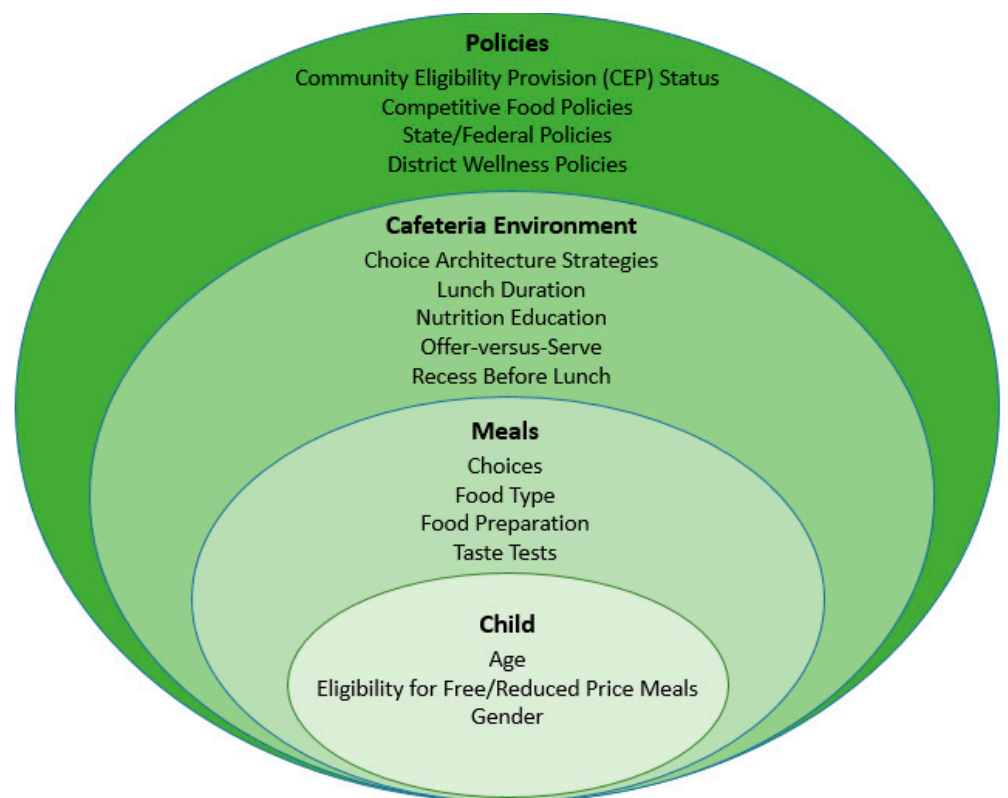 Policies
Community Eligibility Provision (CEP) Status
Competitive Food Policies
State/Federal Policies
District Wellness Policies
Cafeteria Environment
Choice Architecture Strategies
Lunch Duration
Nutrition Education
Offer-versus-Serve
Recess Before Lunch
Meals
Choices
Food Type
Food Preparation
Taste Tests
Child
Age
Eligibility for Free/Reduced Price Meals
Gender